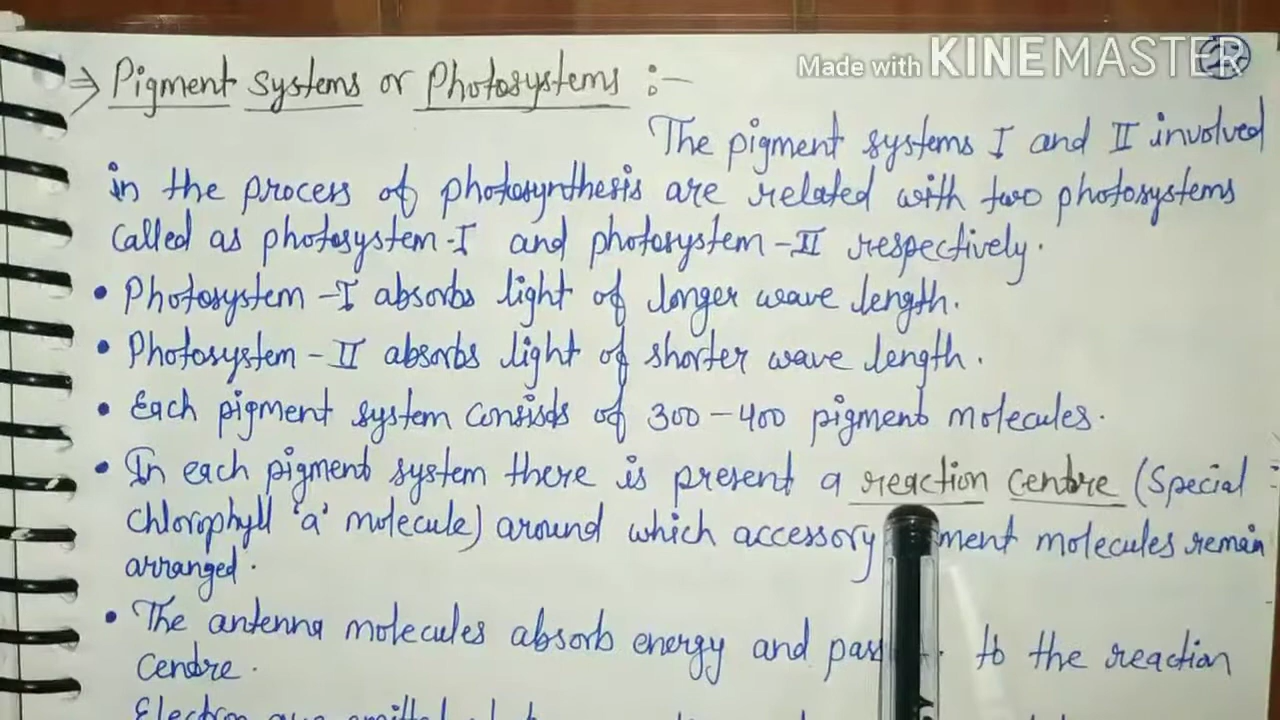 Made with KINEMASTER
⇒ Pigment systems or Photosystems :-
The pigment systems I and II involved
in the process of photosynthesis are related with two photosystems
called as photosystem-I and photosystem-II respectively.
• Photosystem-I absorbs light of longer wave length.
• Photosystem-II absorbs light of shorter wave length.
• Each pigment system consists of 300-400 pigment molecules.
• In each pigment system there is present a reaction centre (Special
chlorophyll 'a' molecule) around which accessory molecules remain
arranged.
• The antenna molecules absorb energy and to the reaction
centre.